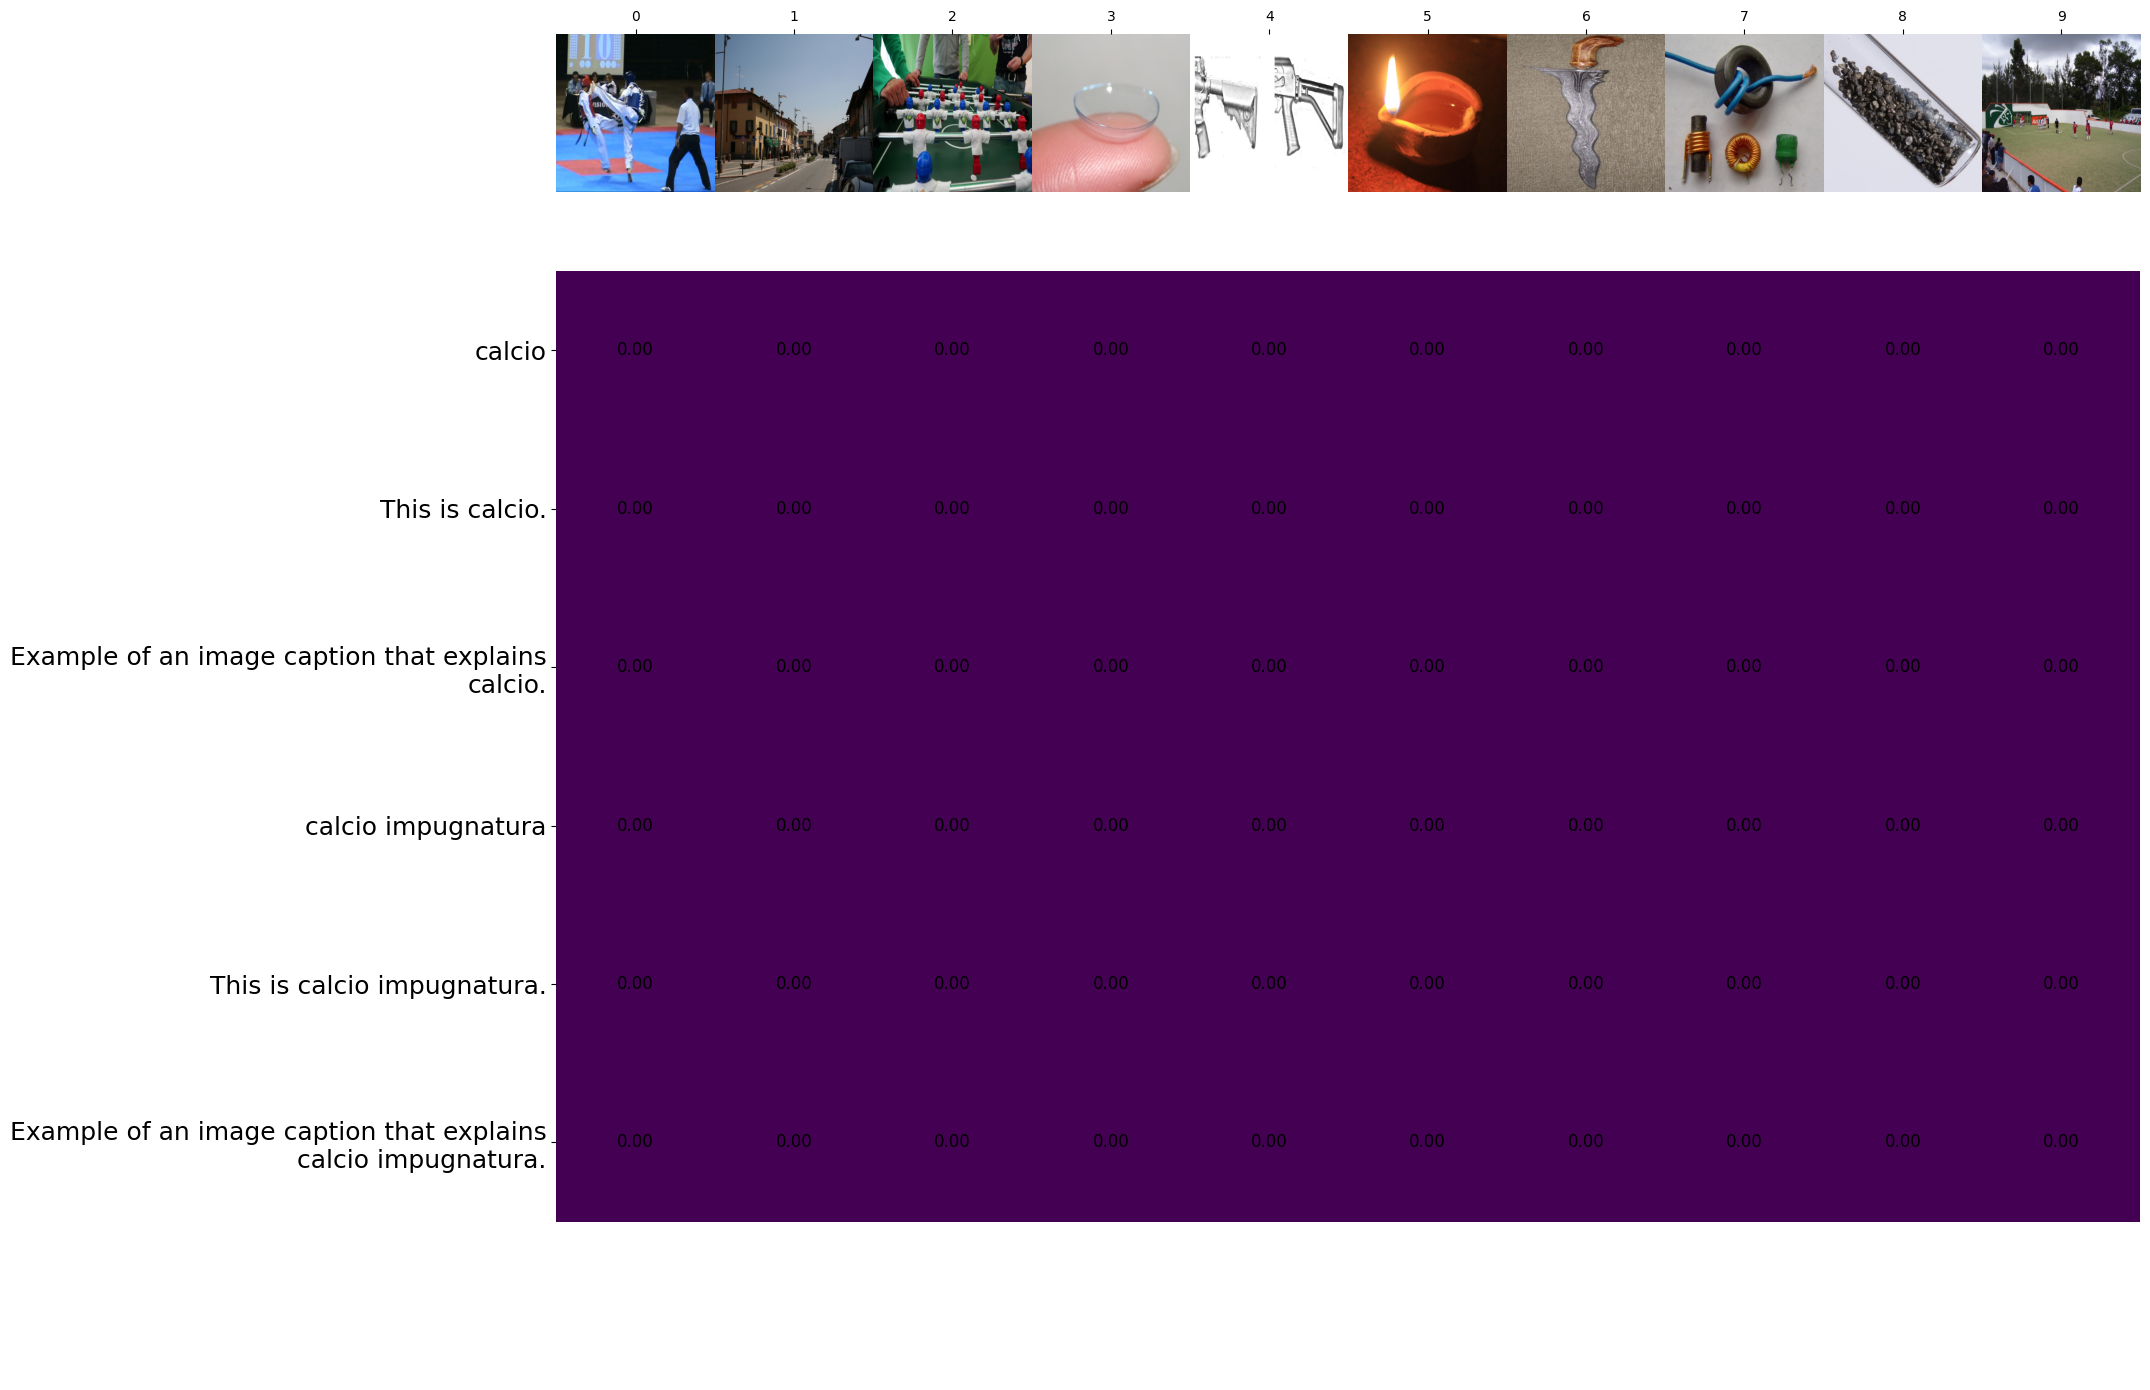 0 1 2 3 4 5 6 7 8 9
10
calcio 0.00 0.00 0.00 0.00 0.00 0.00 0.00 0.00 0.00 0.00
This is calcio. 0.00 0.00 0.00 0.00 0.00 0.00 0.00 0.00 0.00 0.00
Example of an image caption that explains
calcio. 0.00 0.00 0.00 0.00 0.00 0.00 0.00 0.00 0.00 0.00
calcio impugnatura 0.00 0.00 0.00 0.00 0.00 0.00 0.00 0.00 0.00 0.00
This is calcio impugnatura. 0.00 0.00 0.00 0.00 0.00 0.00 0.00 0.00 0.00 0.00
Example of an image caption that explains
calcio impugnatura. 0.00 0.00 0.00 0.00 0.00 0.00 0.00 0.00 0.00 0.00